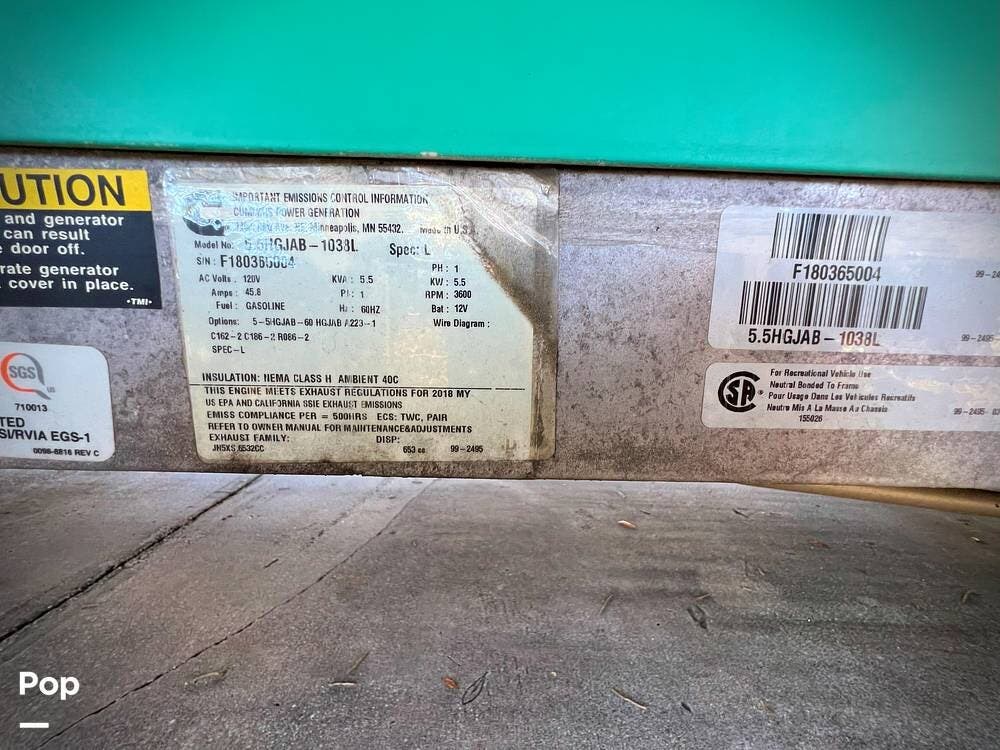 UTION
and generator
can result
door off.
rate generator
cover in place.
•TMI•
SGS
us
710013
TED
SI/RVIA EGS-1
0098-8816 REV C
IMPORTANT EMISSIONS CONTROL INFORMATION
CUMMINS POWER GENERATION
Minneapolis, MN 55432. Made in U.S.A.
Model No: 5.5HGJAB-1038L Spec: L
S/N: F180365004
AC Volts: 120V KVA: 5.5 PH: 1
Amps: 45.8 Pf: 1 KW: 5.5
Fuel: GASOLINE Hz: 60HZ RPM: 3600
Bat: 12V
Options: 5-5HGJAB-60 HGJAB A223-1 Wire Diagram:
C162-2 C186-2 R086-2
SPEC-L
INSULATION: NEMA CLASS H AMBIENT 40C
THIS ENGINE MEETS EXHAUST REGULATIONS FOR 2018 MY
US EPA AND CALIFORNIA SSIE EXHAUST EMISSIONS
EMISS COMPLIANCE PER = 500HRS ECS: TWC, PAIR
REFER TO OWNER MANUAL FOR MAINTENANCE&ADJUSTMENTS
EXHAUST FAMILY: DISP:
JN5XS.6532CC 653 cc 99-2495
F180365004
5.5HGJAB-1038L
99-2495
SA
For Recreational Vehicle Use
Neutral Bonded To Frame
Pour Usage Dans Les Vehicules Recreatifs
Neutre Mis A La Masse Au Chassis
155026
99-2495-
Pop